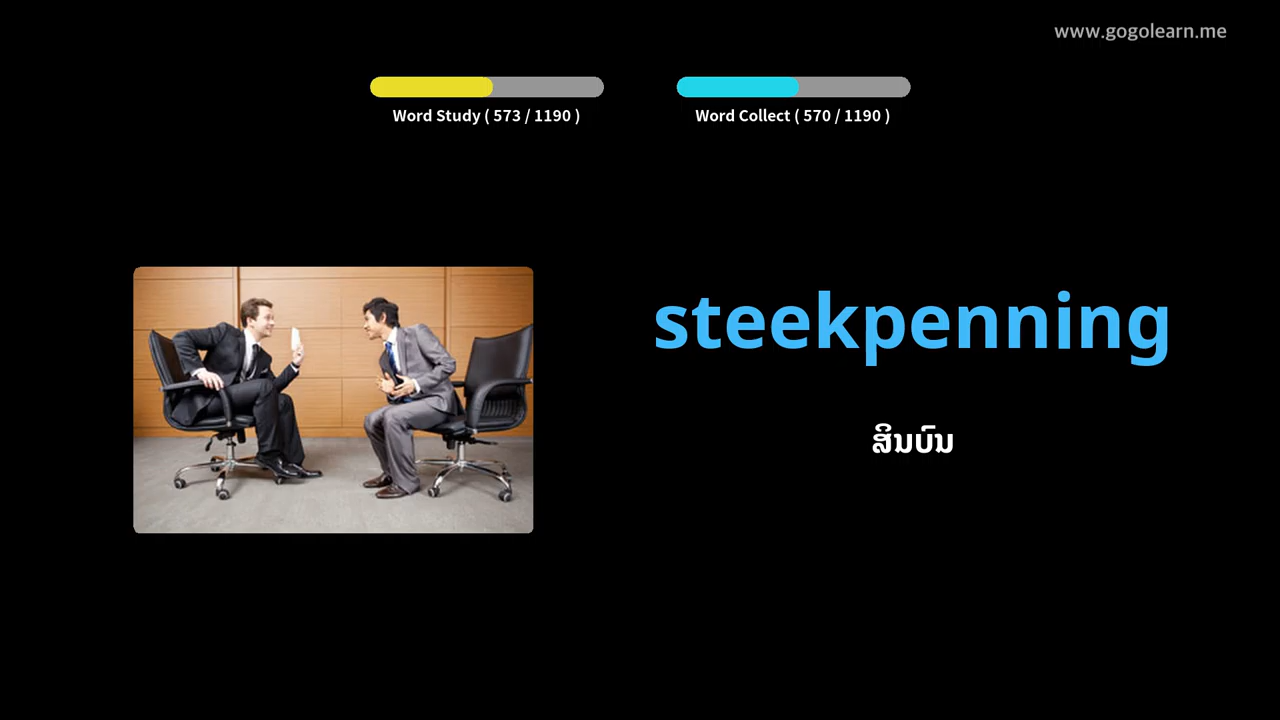 www.gogolearn.me
Word Study ( 573 / 1190 )
Word Collect ( 570 / 1190 )
steekpenning
ສິນບົນ